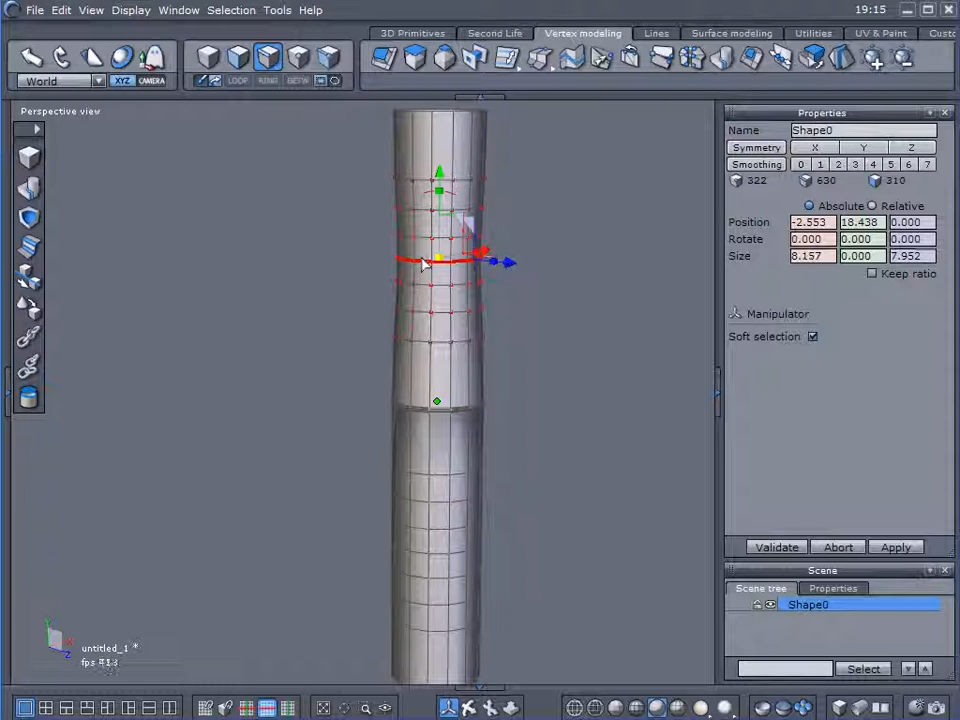 File Edit View Display Window Selection Tools Help 19:15
3D Primitives Second Life Vertex modeling Lines Surface modeling Utilities UV & Paint Custo
World XYZ CAMERA LOOP RING BETW
Perspective view
Properties
Name Shape0
Symmetry X Y Z
Smoothing 0 1 2 3 4 5 6 7
322 630 310
Absolute Relative
Position -2.553 18.438 0.000
Rotate 0.000 0.000 0.000
Size 8.157 0.000 7.952
Keep ratio
Manipulator
Soft selection
Validate Abort Apply
Scene
Scene tree Properties
Shape0
Select
untitled_1 *